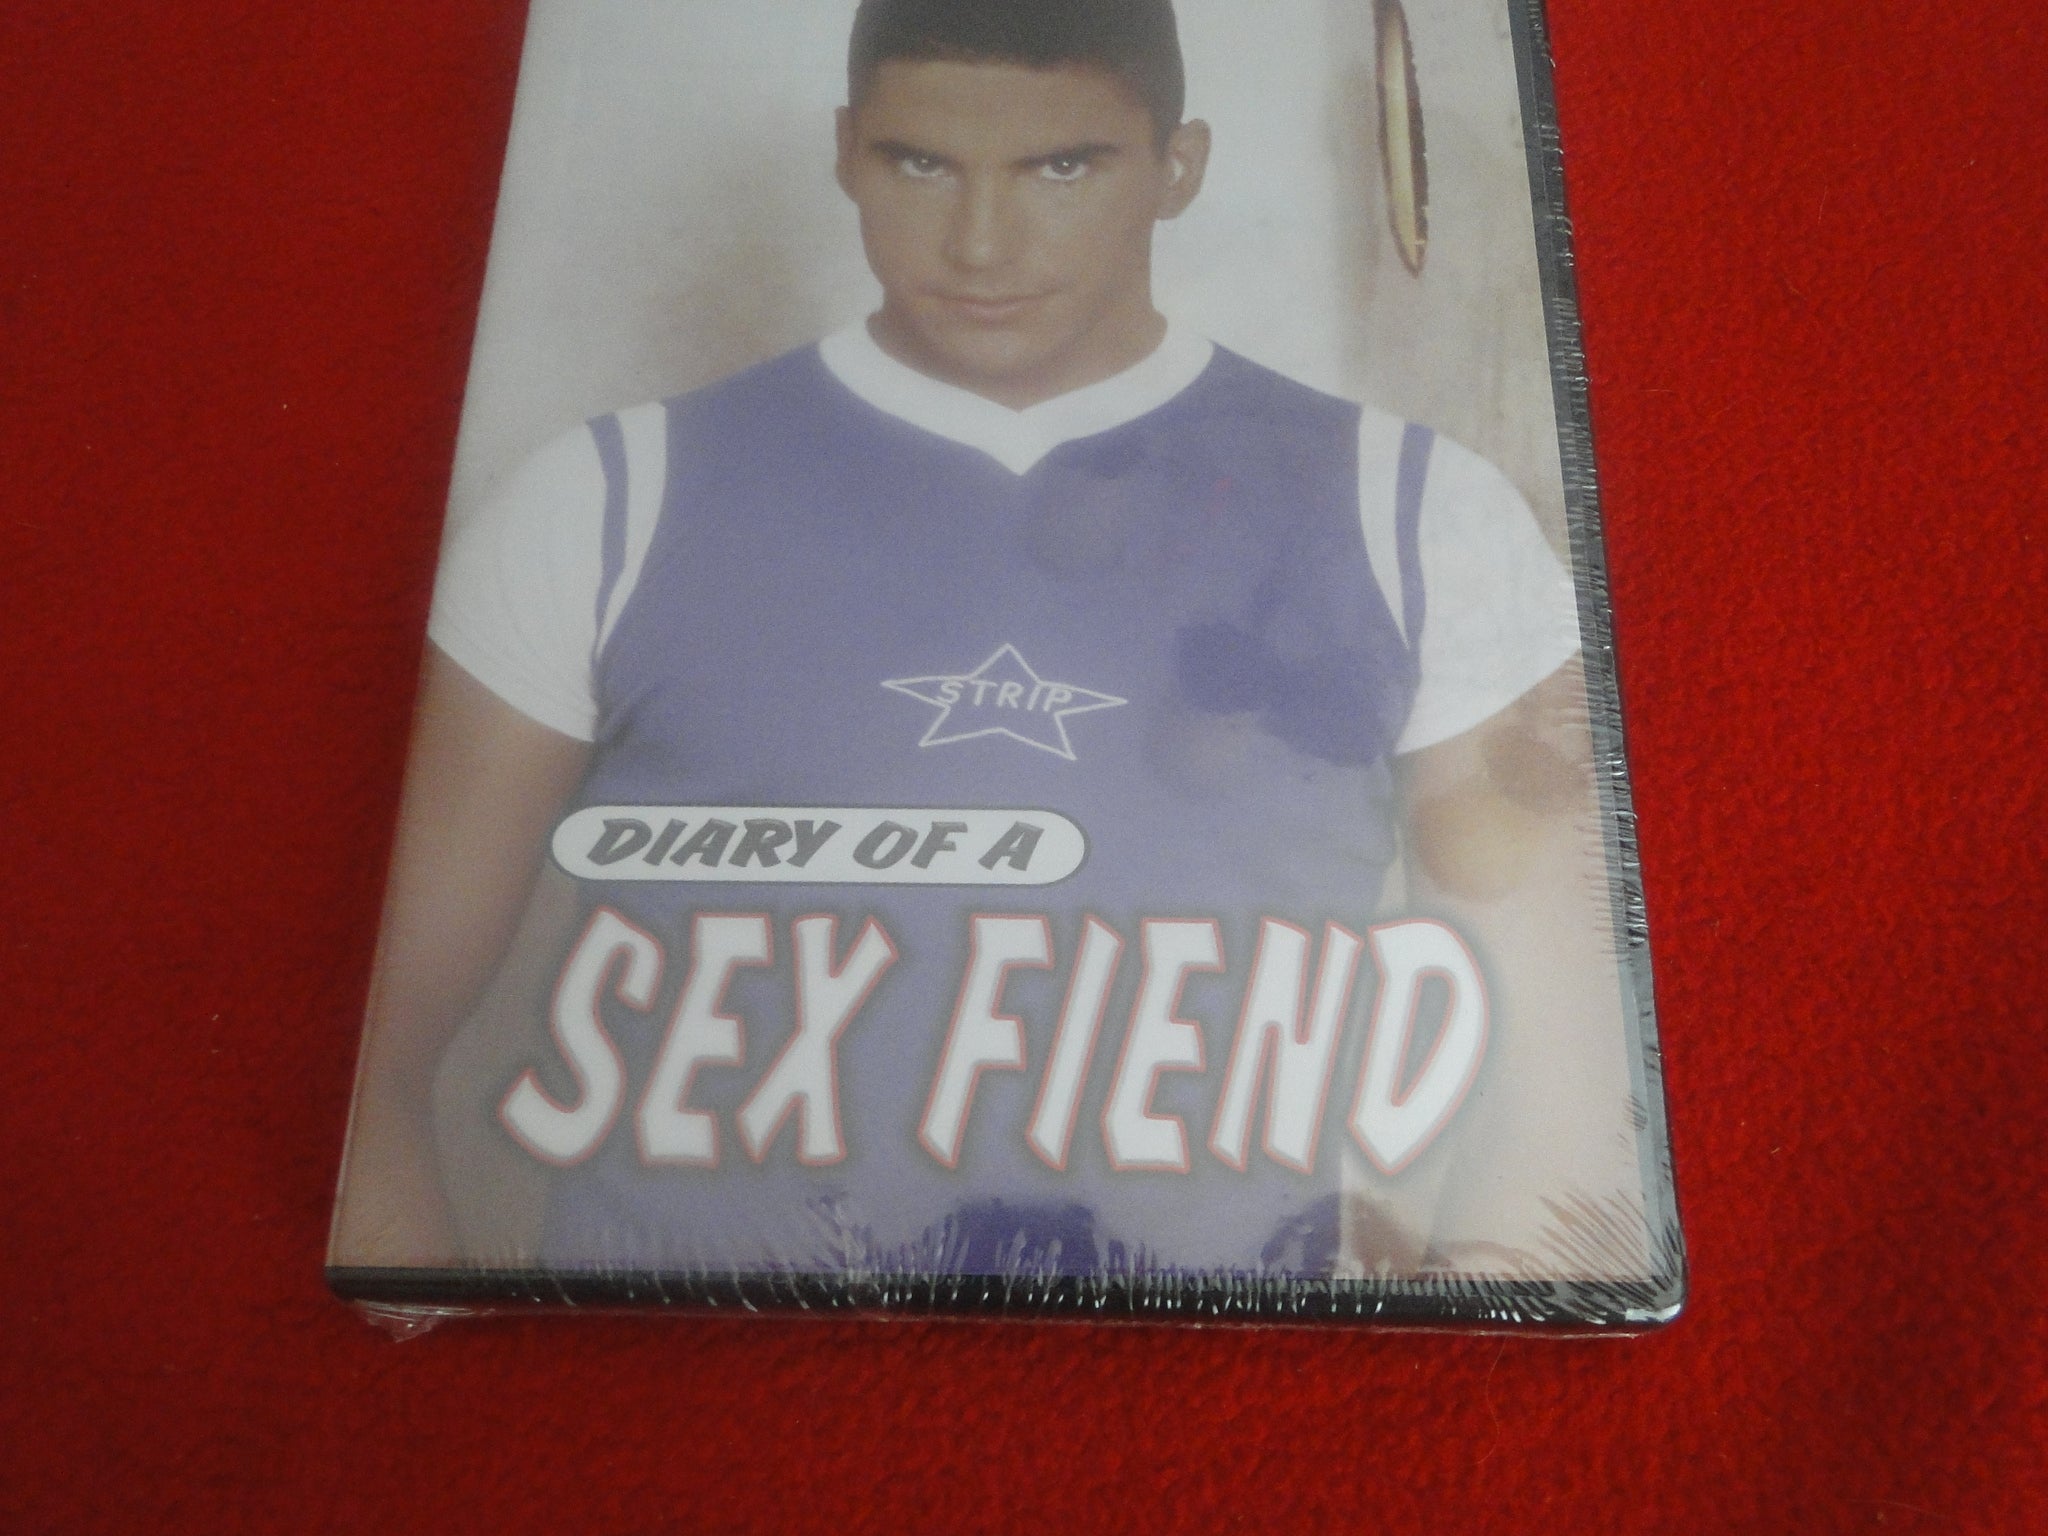 STRIP
DIARY OF A
SEX FIEND